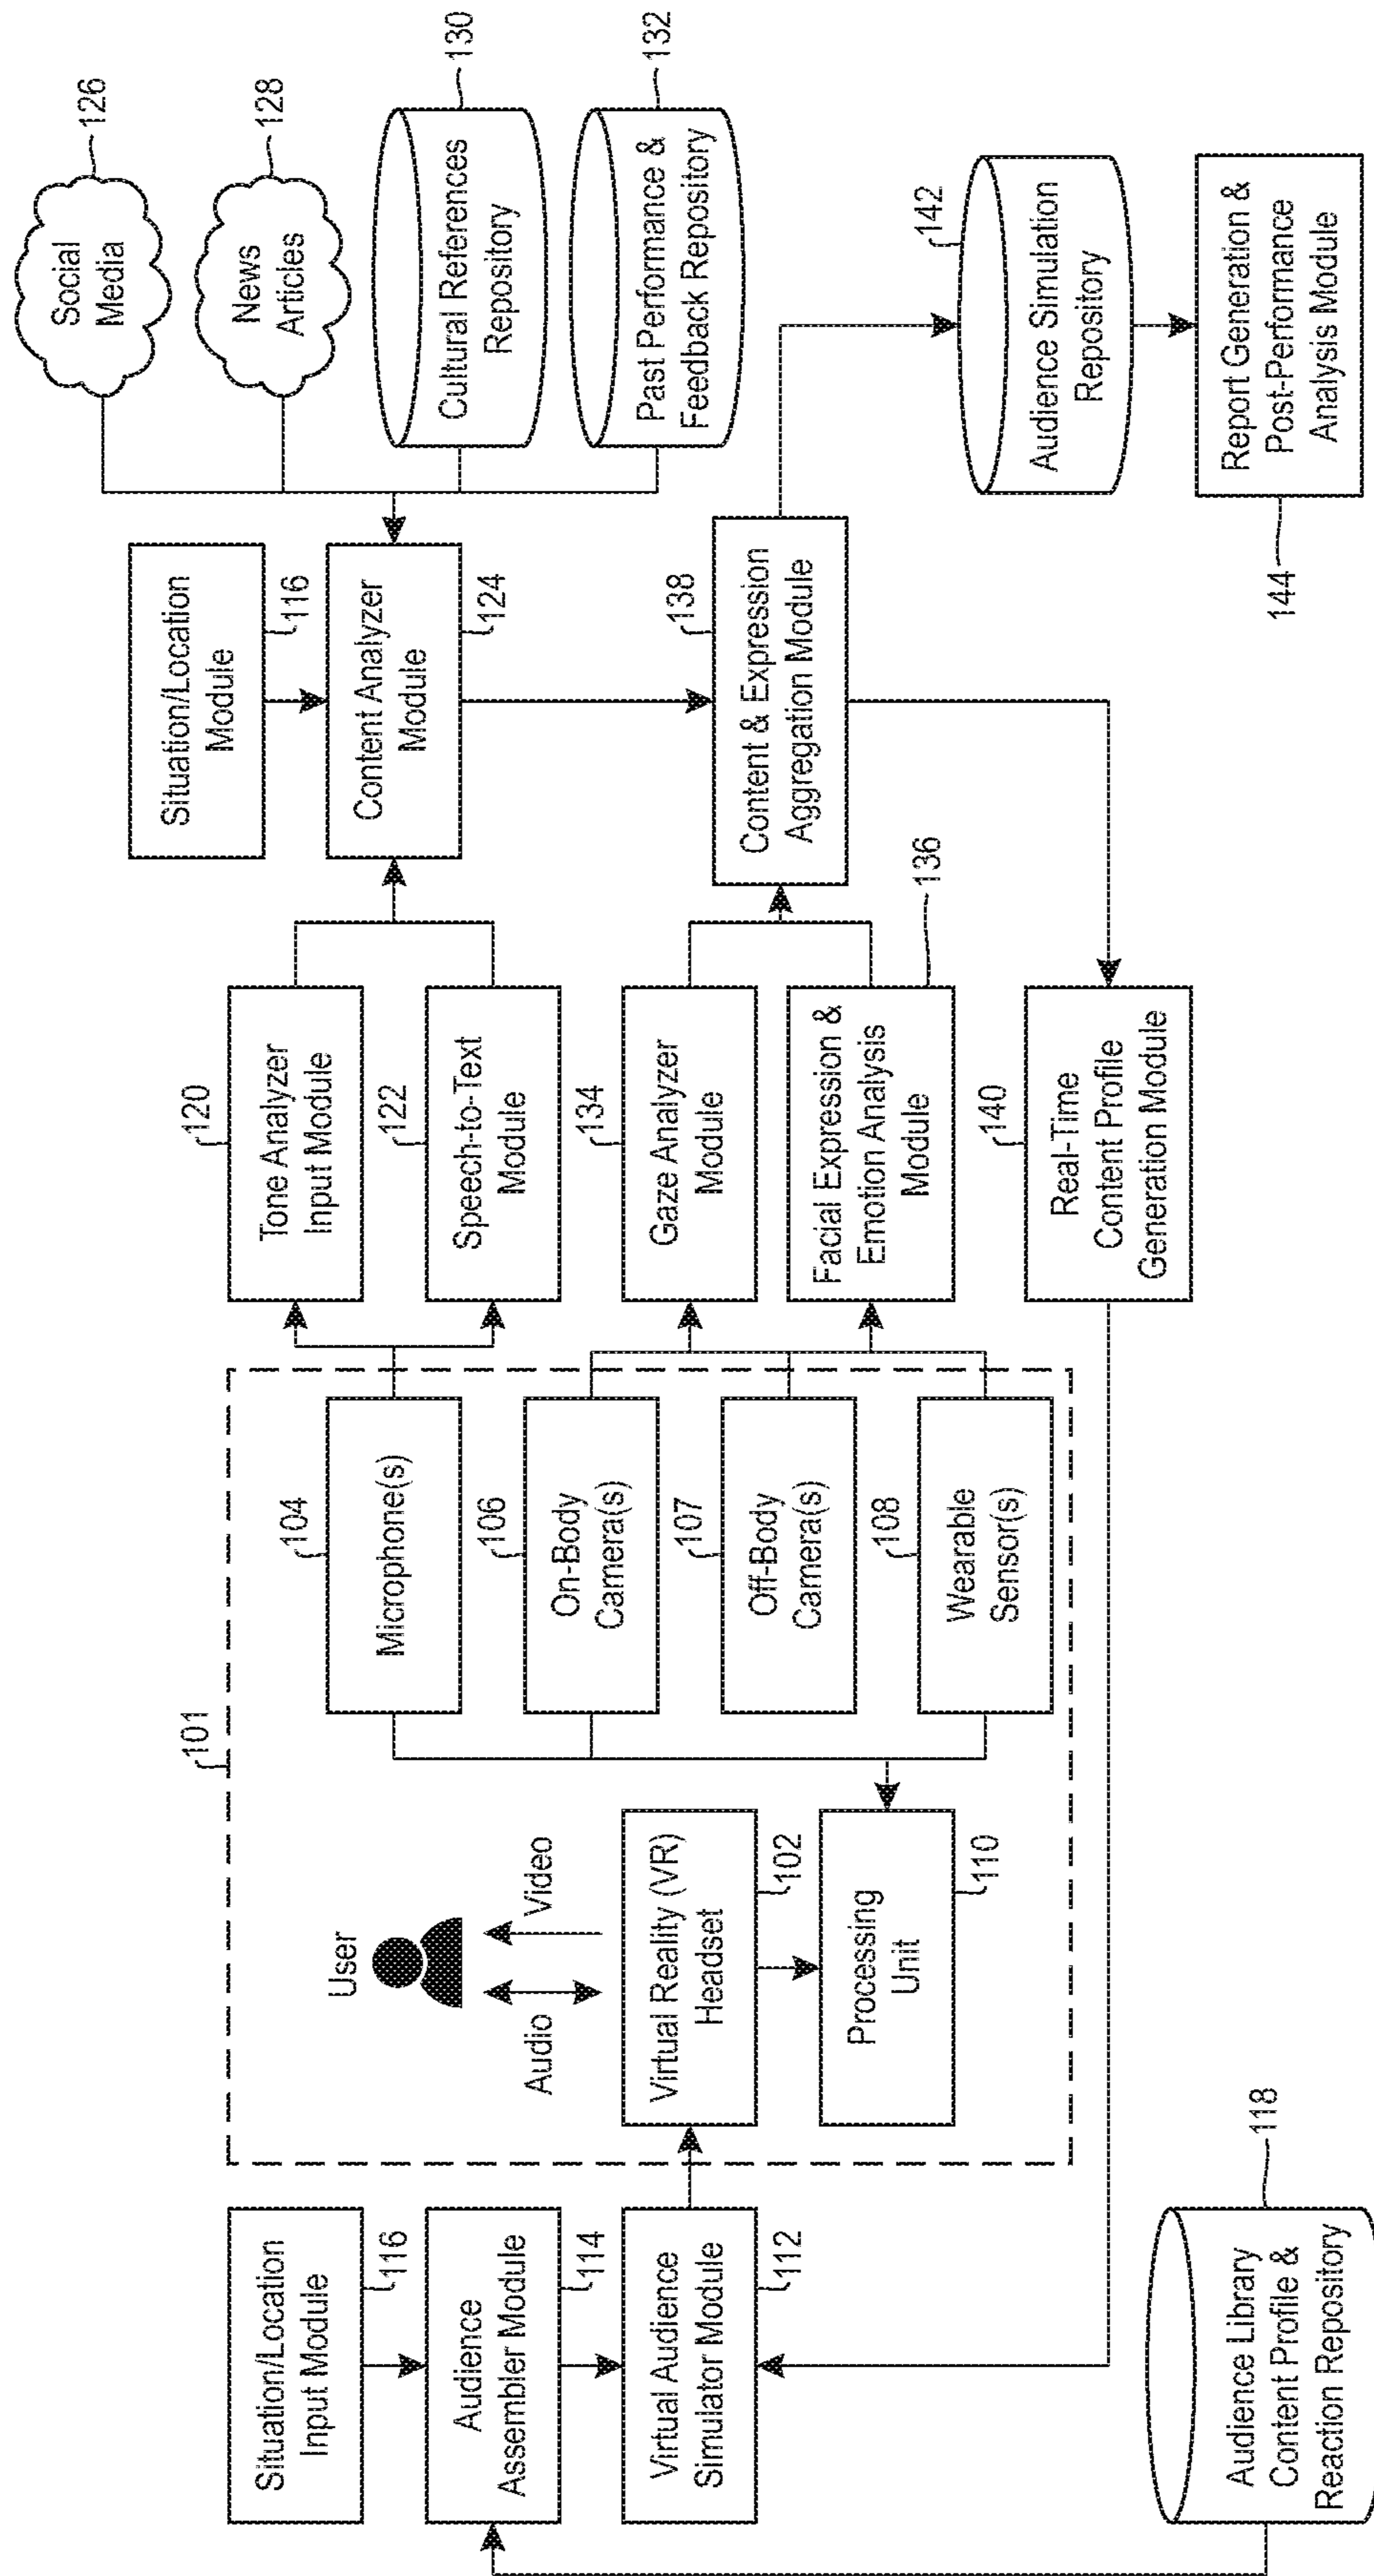 Situation/Location
Input Module
116
Audience
Assembler Module
114
Virtual Audience
Simulator Module
112
Audience Library
Content Profile &
Reaction Repository
118
101
User
Audio
Video
Virtual Reality (VR)
Headset
102
Processing
Unit
110
104
Microphone(s)
106
On-Body
Camera(s)
107
Off-Body
Camera(s)
108
Wearable
Sensor(s)
120
Tone Analyzer
Input Module
122
Speech-to-Text
Module
134
Gaze Analyzer
Module
Facial Expression &
Emotion Analysis
Module
136
140
Real-Time
Content Profile
Generation Module
Situation/Location
Module
116
Content Analyzer
Module
124
138
Content & Expression
Aggregation Module
Social
Media
126
News
Articles
128
Cultural References
Repository
130
Past Performance &
Feedback Repository
132
142
Audience Simulation
Repository
Report Generation &
Post-Performance
Analysis Module
144